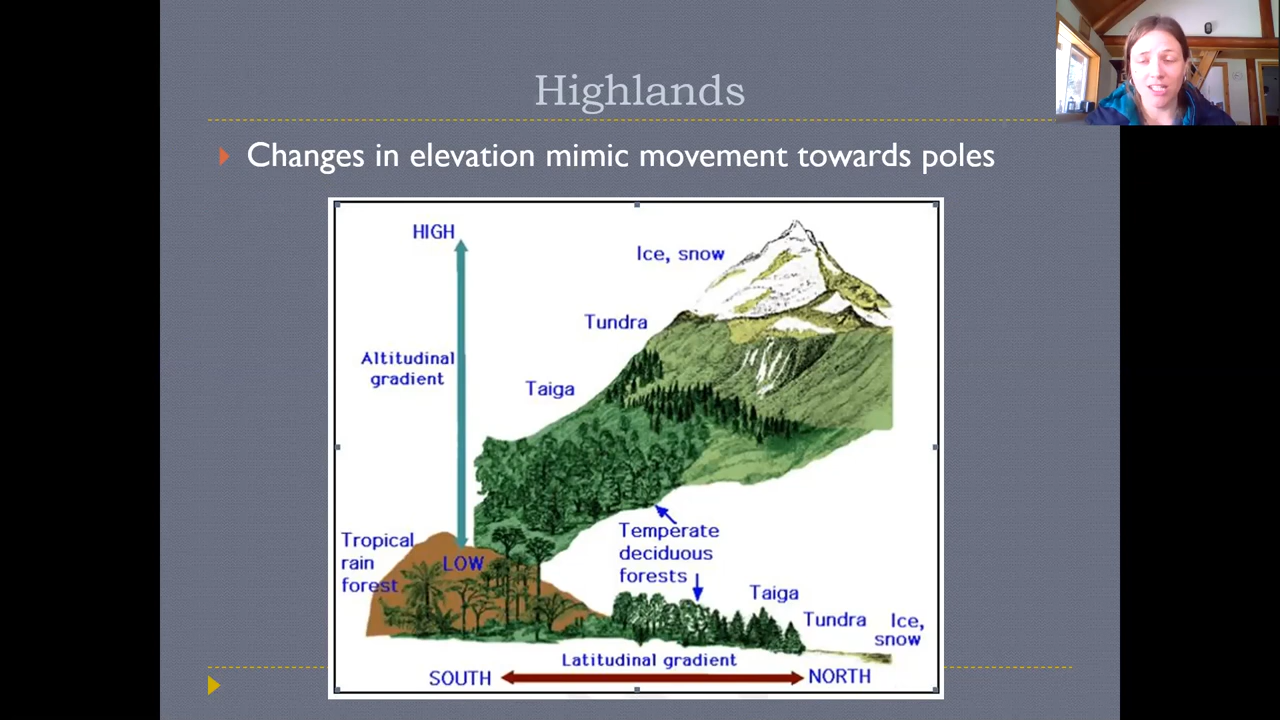 Highlands
Changes in elevation mimic movement towards poles
HIGH
Ice, snow
Tundra
Altitudinal
gradient
Taiga
Tropical
rain
forest
LOW
Temperate
deciduous
forests
Taiga
Tundra
Ice,
snow
Latitudinal gradient
SOUTH
NORTH